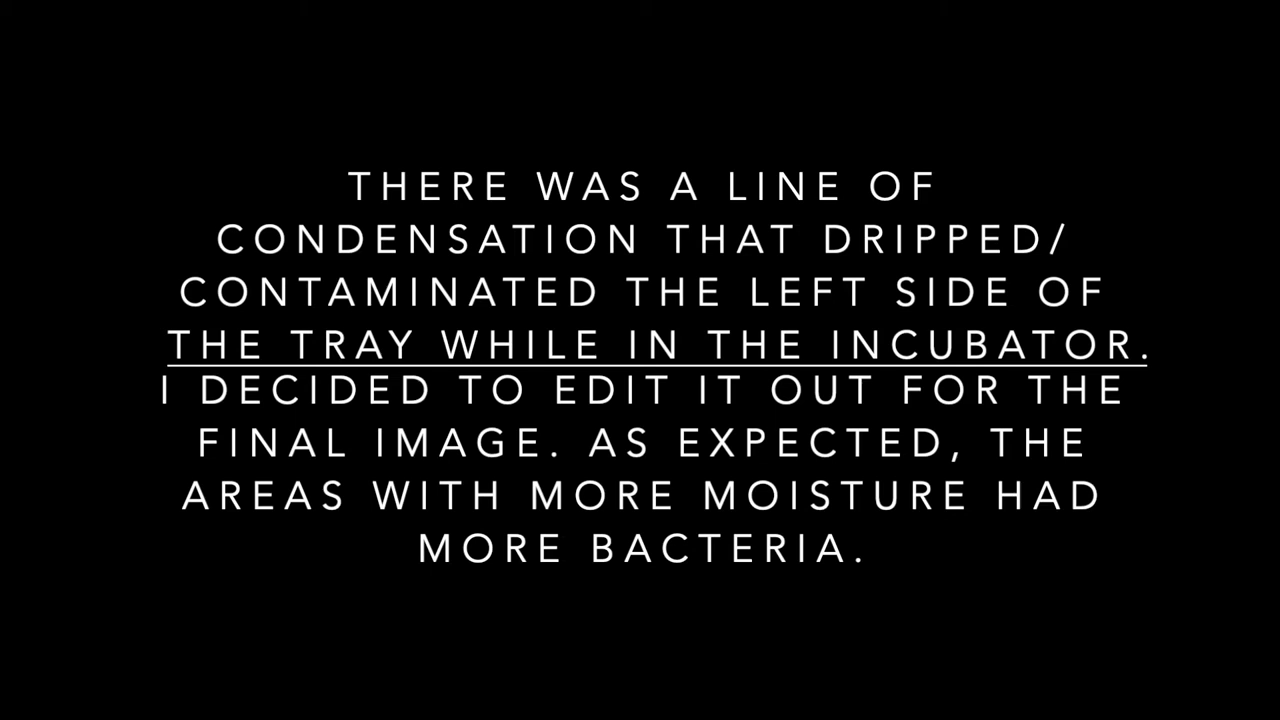 THERE WAS A LINE OF
CONDENSATION THAT DRIPPED/
CONTAMINATED THE LEFT SIDE OF
THE TRAY WHILE IN THE INCUBATOR.
I DECIDED TO EDIT IT OUT FOR THE
FINAL IMAGE. AS EXPECTED, THE
AREAS WITH MORE MOISTURE HAD
MORE BACTERIA.